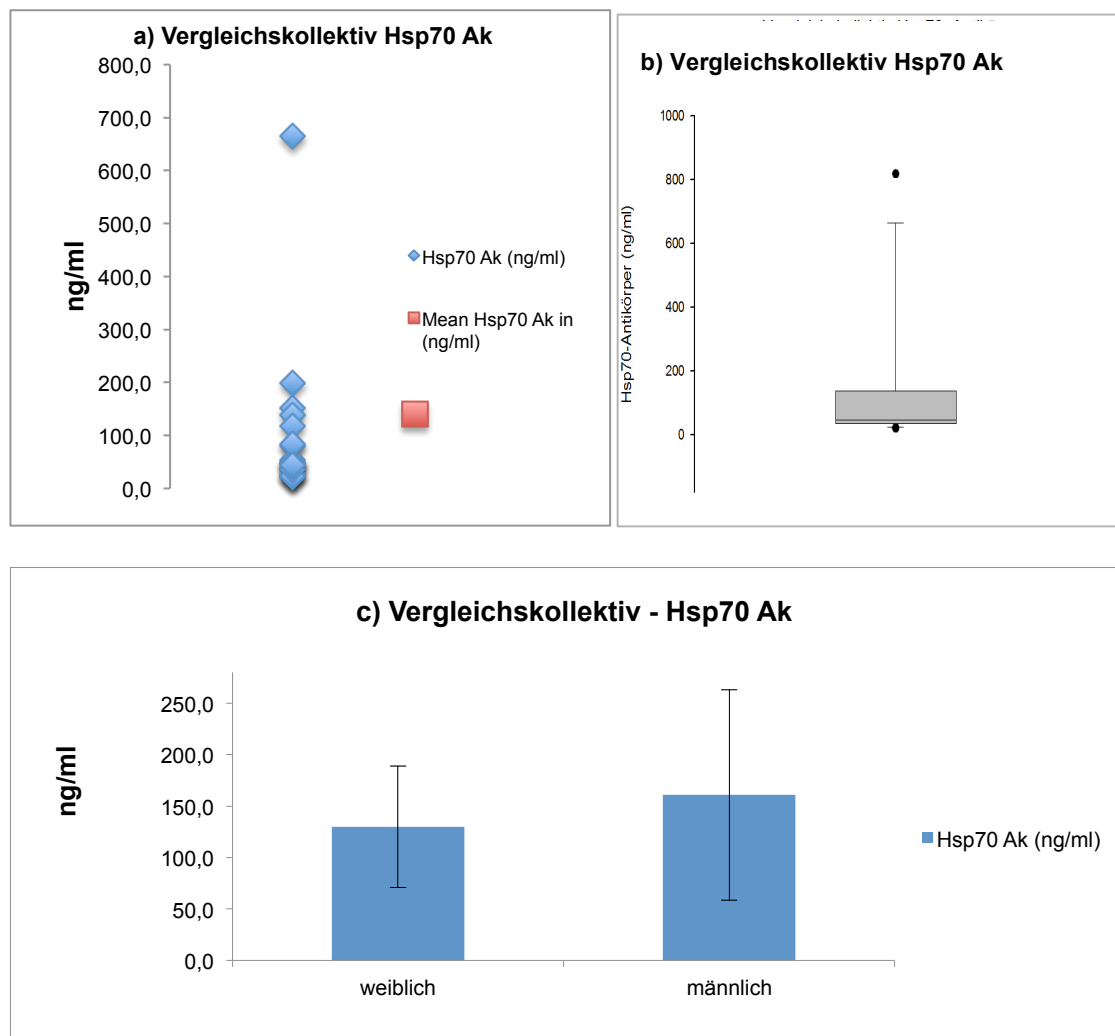 a) Vergleichskollektiv Hsp70 Ak
800,0
700,0
600,0
500,0
400,0
300,0
200,0
100,0
0,0
ng/ml
Hsp70 Ak (ng/ml)
Mean Hsp70 Ak in
(ng/ml)
b) Vergleichskollektiv Hsp70 Ak
1000
800
600
400
200
0
Hsp70-Antikörper (ng/ml)
c) Vergleichskollektiv - Hsp70 Ak
250,0
200,0
150,0
100,0
50,0
0,0
ng/ml
weiblich
männlich
Hsp70 Ak (ng/ml)